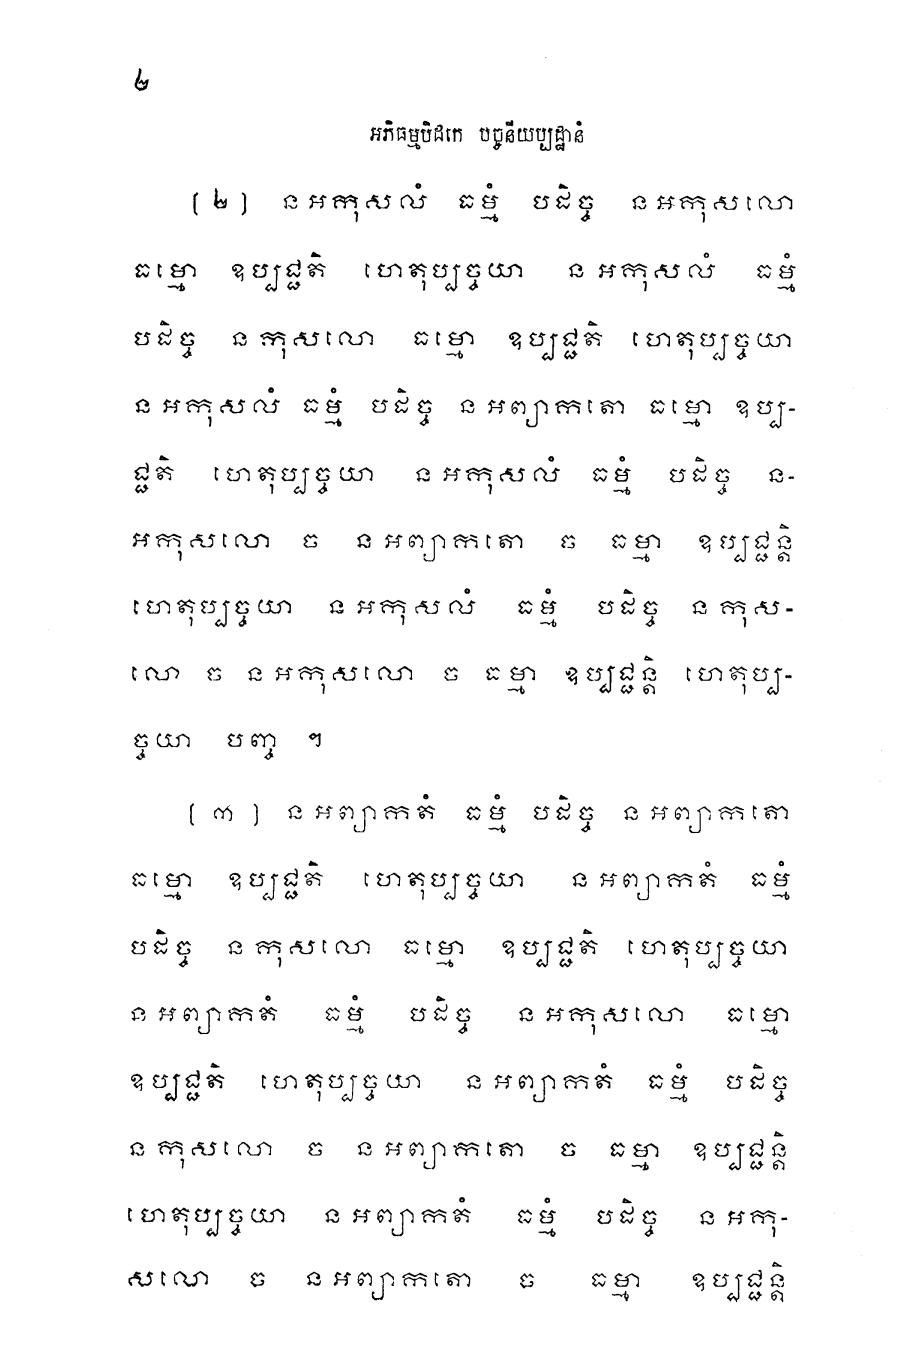 ២
អភិធម្មបិដកេ បច្ចនីយប្បដ្ឋានំ
(២) នអកុសលំ ធម្មំ បដិច្ច នអកុសលោ
ធម្មោ ឧប្បជ្ជតិ ហេតុប្បច្ចយា នអកុសលំ ធម្មំ
បដិច្ច នកុសលោ ធម្មោ ឧប្បជ្ជតិ ហេតុប្បច្ចយា
នអកុសលំ ធម្មំ បដិច្ច នអព្យាកតោ ធម្មោ ឧប្ប-
ជ្ជតិ ហេតុប្បច្ចយា នអកុសលំ ធម្មំ បដិច្ច ន-
អកុសលោ ច នអព្យាកតោ ច ធម្មា ឧប្បជ្ជន្តិ
ហេតុប្បច្ចយា នអកុសលំ ធម្មំ បដិច្ច នកុស-
លោ ច នអកុសលោ ច ធម្មា ឧប្បជ្ជន្តិ ហេតុប្ប-
ច្ចយា បញ្ច ។
(៣) នអព្យាកតំ ធម្មំ បដិច្ច នអព្យាកតោ
ធម្មោ ឧប្បជ្ជតិ ហេតុប្បច្ចយា នអព្យាកតំ ធម្មំ
បដិច្ច នកុសលោ ធម្មោ ឧប្បជ្ជតិ ហេតុប្បច្ចយា
នអព្យាកតំ ធម្មំ បដិច្ច នអកុសលោ ធម្មោ
ឧប្បជ្ជតិ ហេតុប្បច្ចយា នអព្យាកតំ ធម្មំ បដិច្ច
នកុសលោ ច នអព្យាកតោ ច ធម្មា ឧប្បជ្ជន្តិ
ហេតុប្បច្ចយា នអព្យាកតំ ធម្មំ បដិច្ច នអកុ-
សលោ ច នអព្យាកតោ ច ធម្មា ឧប្បជ្ជន្តិ